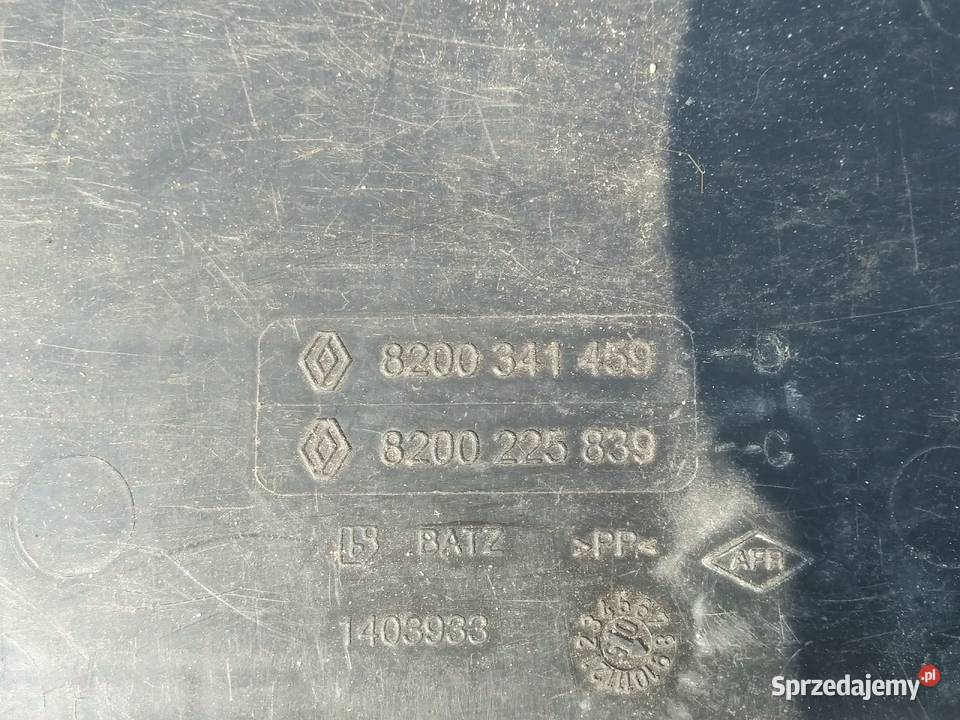 8200 341 459 --D
8200 225 839 --C
BATZ >PP< AFR
1403933
Sprzedajemy.pl